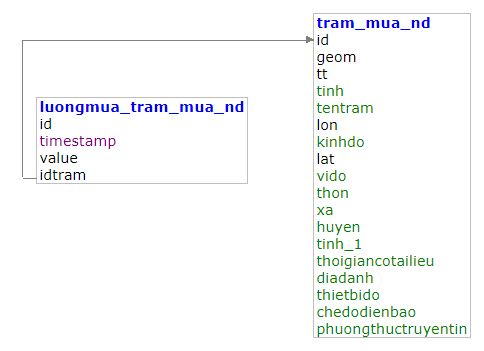 luongmua_tram_mua_nd
id
timestamp
value
idtram
tram_mua_nd
id
geom
tt
tinh
tentram
lon
kinhdo
lat
vido
thon
xa
huyen
tinh_1
thoigiancotailieu
diadanh
thietbido
chedodienbao
phuongthuctruyentin